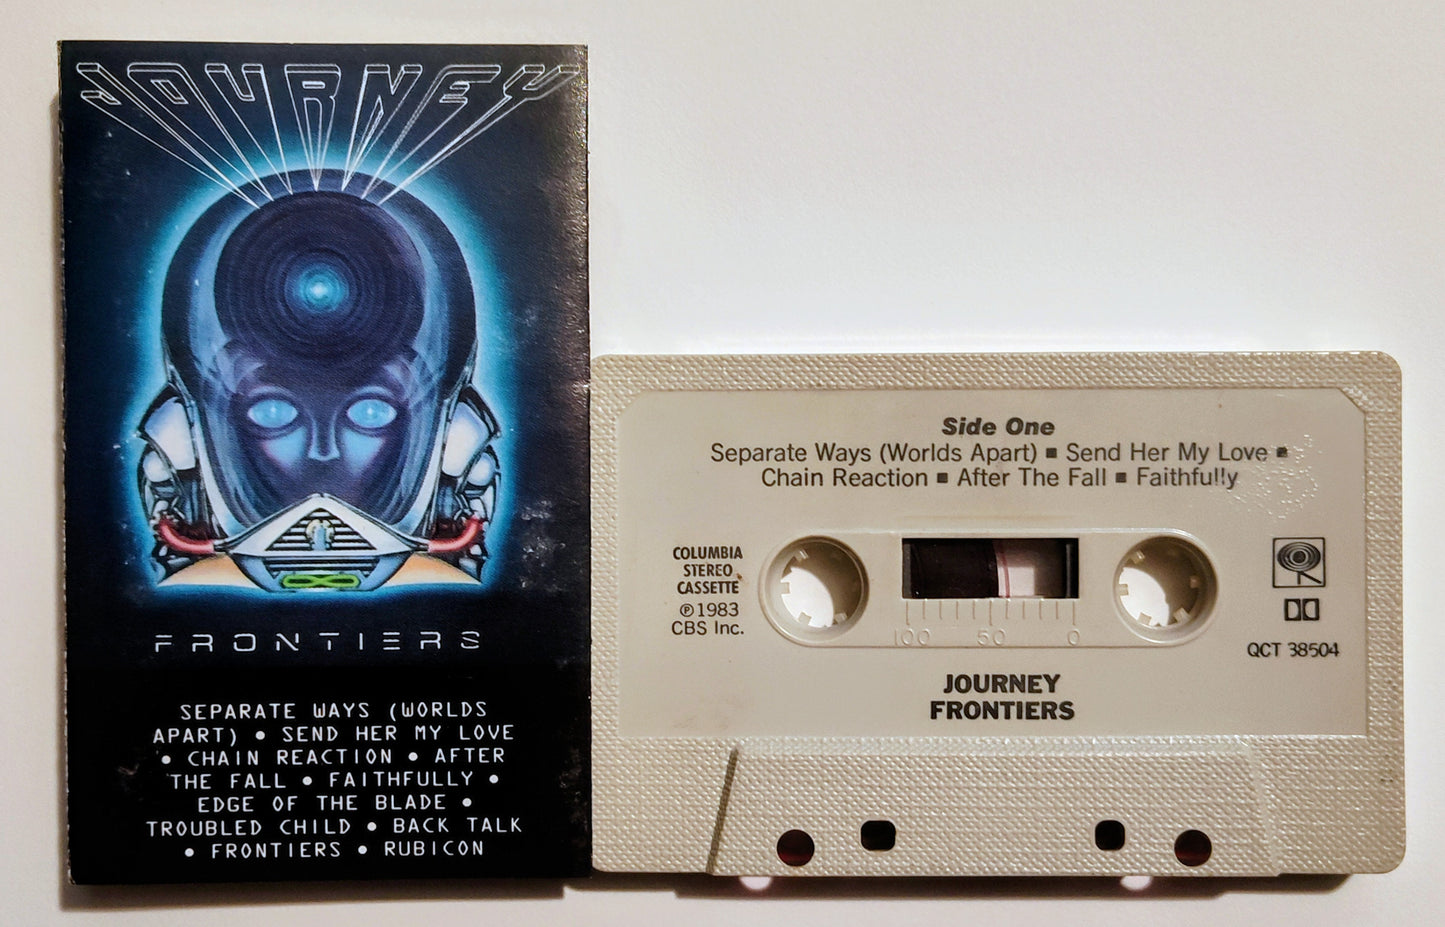 JOURNEY
FRONTIERS
SEPARATE WAYS (WORLDS
APART) • SEND HER MY LOVE
• CHAIN REACTION • AFTER
THE FALL • FAITHFULLY •
EDGE OF THE BLADE •
TROUBLED CHILD • BACK TALK
• FRONTIERS • RUBICON
Side One
Separate Ways (Worlds Apart) ■ Send Her My Love ■
Chain Reaction ■ After The Fall ■ Faithfully
COLUMBIA
STEREO
CASSETTE
℗ 1983
CBS Inc.
100 50 0
QCT 38504
JOURNEY
FRONTIERS